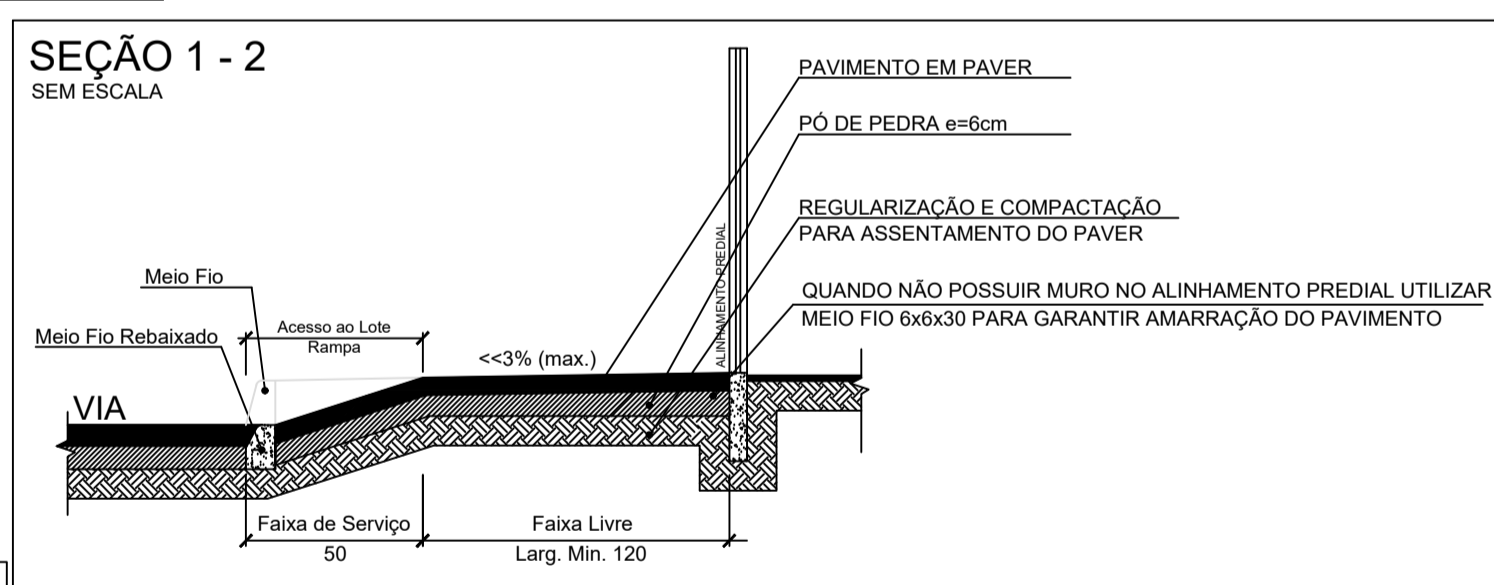 SEÇÃO 1 - 2
SEM ESCALA
PAVIMENTO EM PAVER
PÓ DE PEDRA e=6cm
REGULARIZAÇÃO E COMPACTAÇÃO
PARA ASSENTAMENTO DO PAVER
QUANDO NÃO POSSUIR MURO NO ALINHAMENTO PREDIAL UTILIZAR
MEIO FIO 6x6x30 PARA GARANTIR AMARRAÇÃO DO PAVIMENTO
ALINHAMENTO PREDIAL
Meio Fio
Meio Fio Rebaixado
Acesso ao Lote
Rampa
<<3% (max.)
VIA
Faixa de Serviço
50
Faixa Livre
Larg. Min. 120